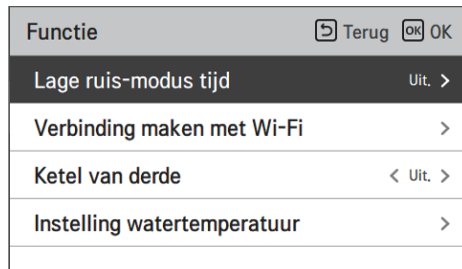 Functie Terug OK OK
Lage ruis-modus tijd Uit. >
Verbinding maken met Wi-Fi >
Ketel van derde < Uit. >
Instelling watertemperatuur >